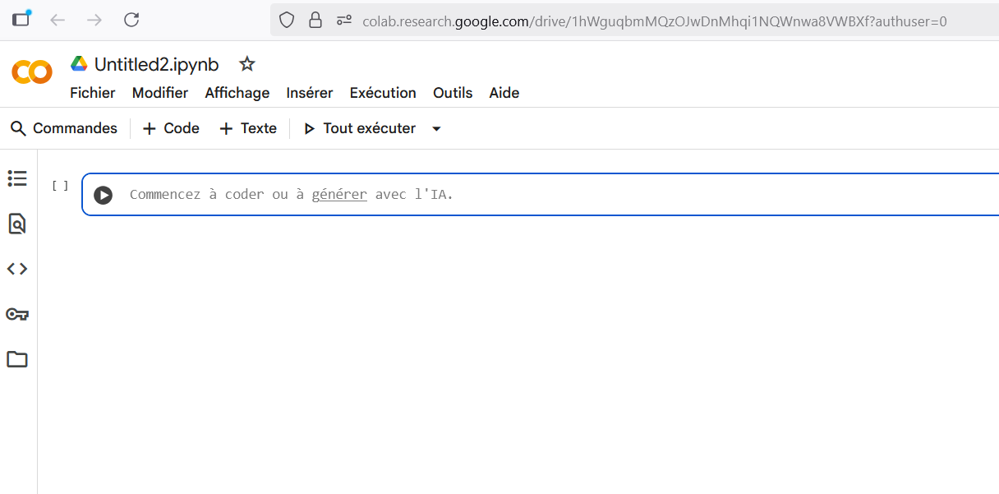 colab.research.google.com/drive/1hWguqbmMQzOJwDnMhqi1NQWnwa8VWBXf?authuser=0
Untitled2.ipynb
Fichier Modifier Affichage Insérer Exécution Outils Aide
Commandes + Code + Texte Tout exécuter
[ ] Commencez à coder ou à générer avec l'IA.